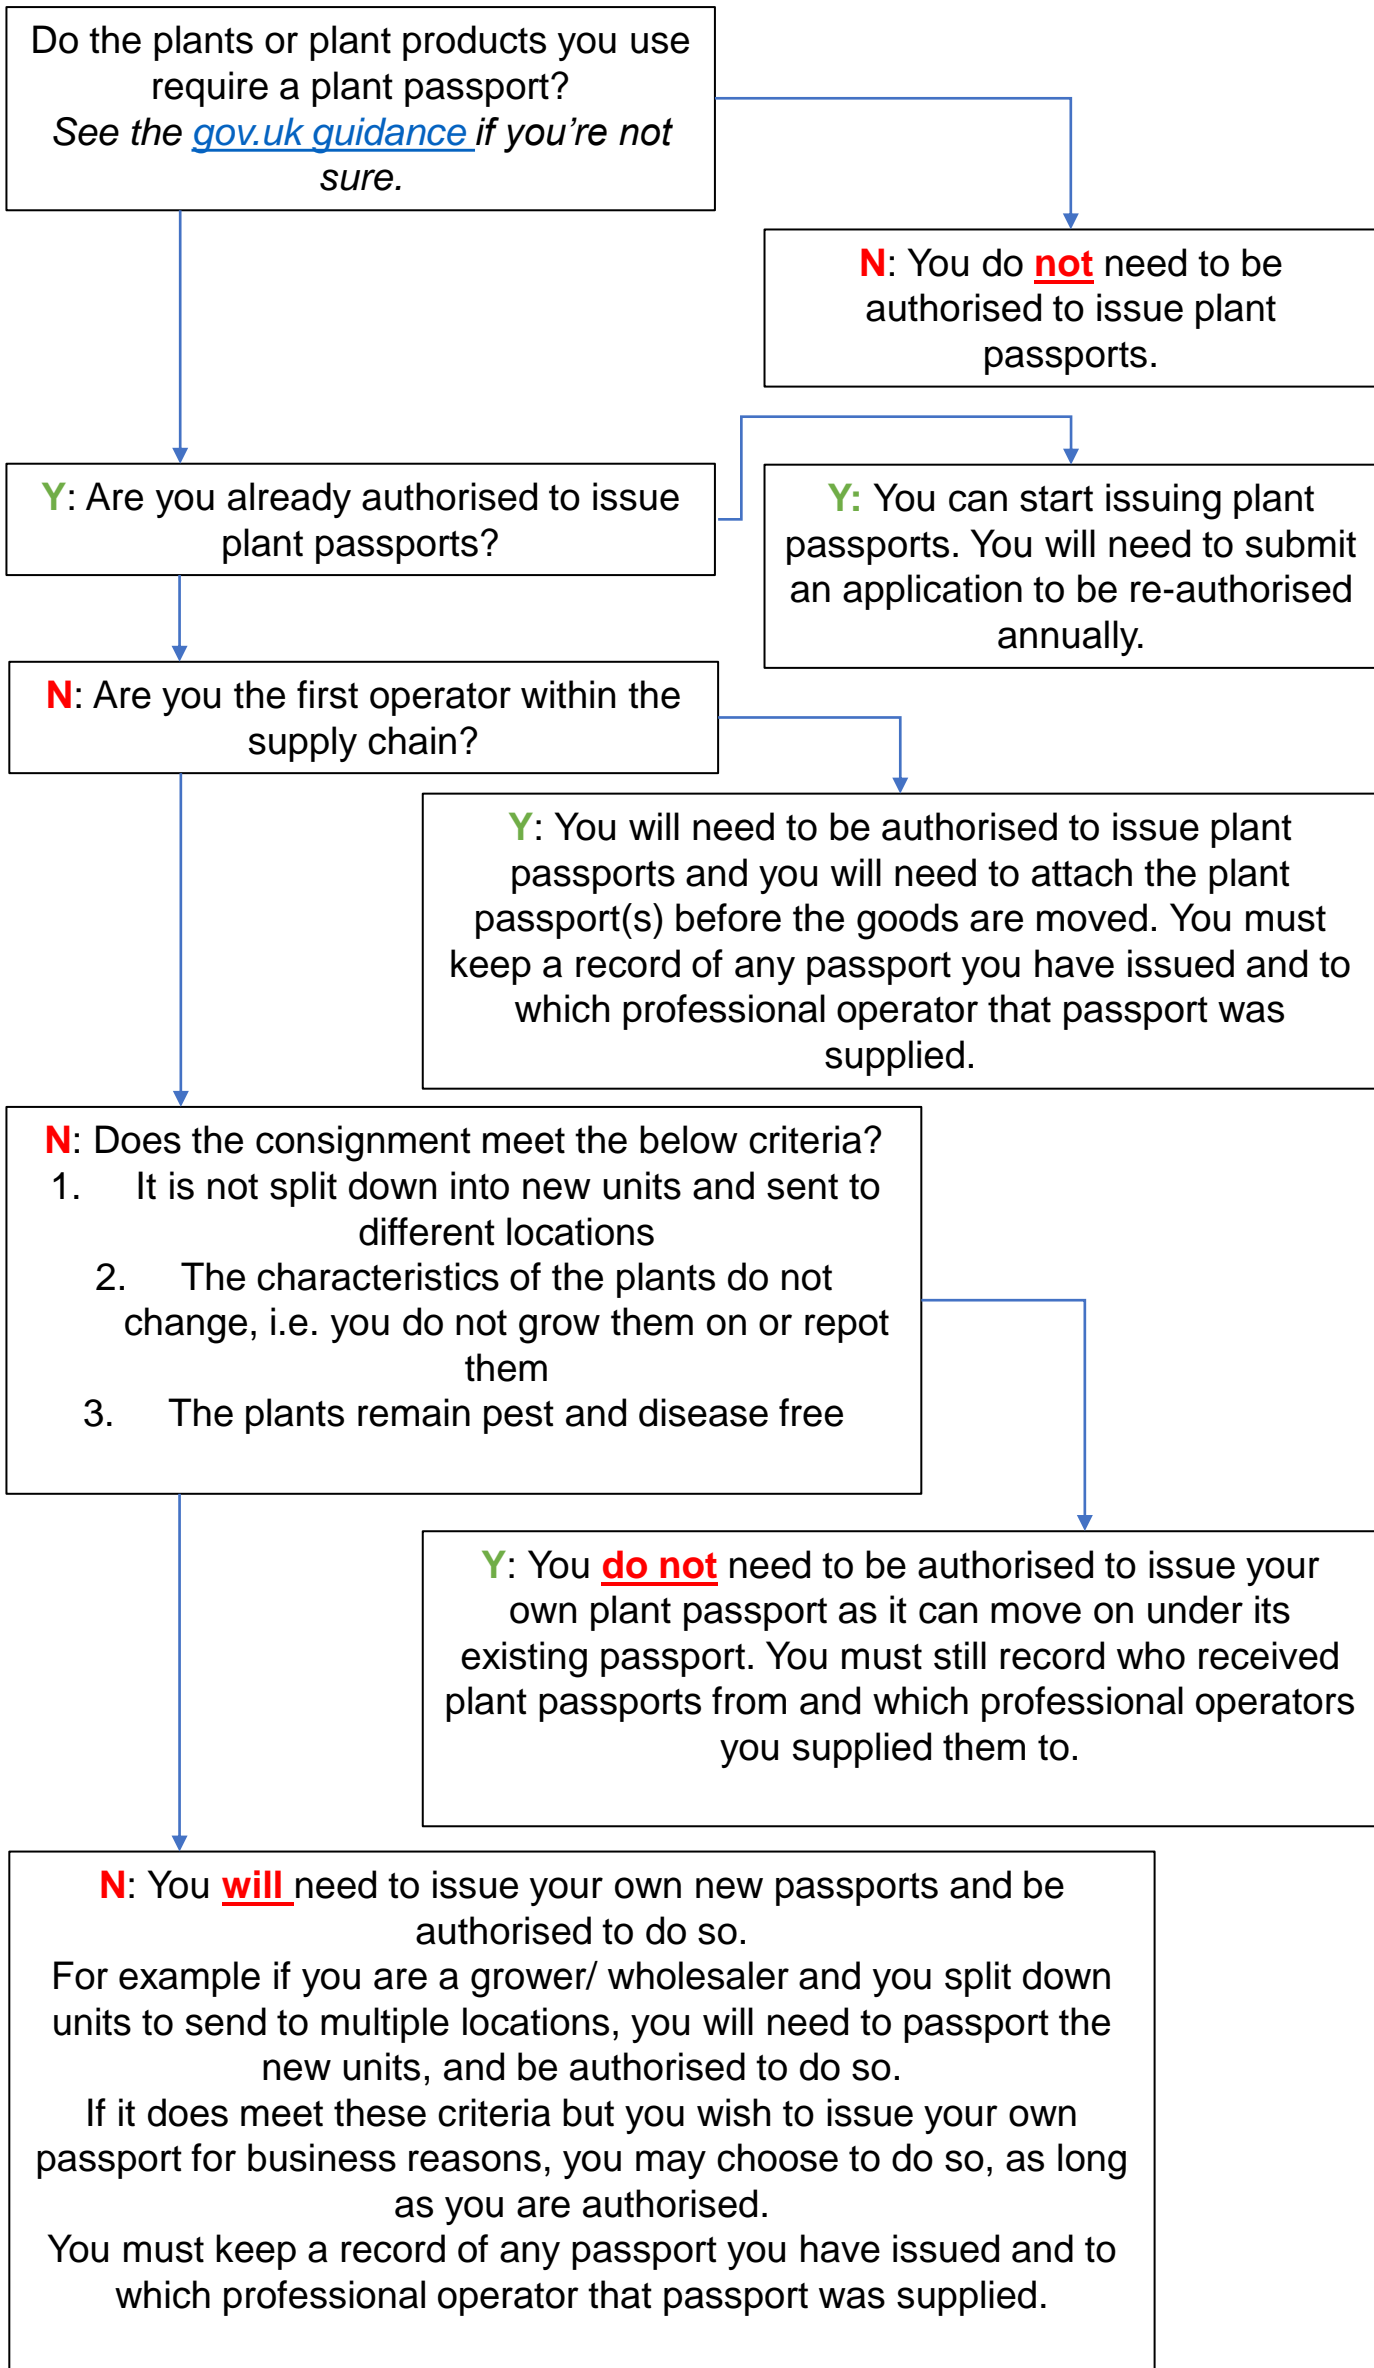 Do the plants or plant products you use
require a plant passport?
See the gov.uk guidance if you’re not
sure.
N: You do not need to be
authorised to issue plant
passports.
Y: Are you already authorised to issue
plant passports?
Y: You can start issuing plant
passports. You will need to submit
an application to be re-authorised
annually.
N: Are you the first operator within the
supply chain?
Y: You will need to be authorised to issue plant
passports and you will need to attach the plant
passport(s) before the goods are moved. You must
keep a record of any passport you have issued and to
which professional operator that passport was
supplied.
N: Does the consignment meet the below criteria?
1. It is not split down into new units and sent to
different locations
2. The characteristics of the plants do not
change, i.e. you do not grow them on or repot
them
3. The plants remain pest and disease free
Y: You do not need to be authorised to issue your
own plant passport as it can move on under its
existing passport. You must still record who received
plant passports from and which professional operators
you supplied them to.
N: You will need to issue your own new passports and be
authorised to do so.
For example if you are a grower/ wholesaler and you split down
units to send to multiple locations, you will need to passport the
new units, and be authorised to do so.
If it does meet these criteria but you wish to issue your own
passport for business reasons, you may choose to do so, as long
as you are authorised.
You must keep a record of any passport you have issued and to
which professional operator that passport was supplied.